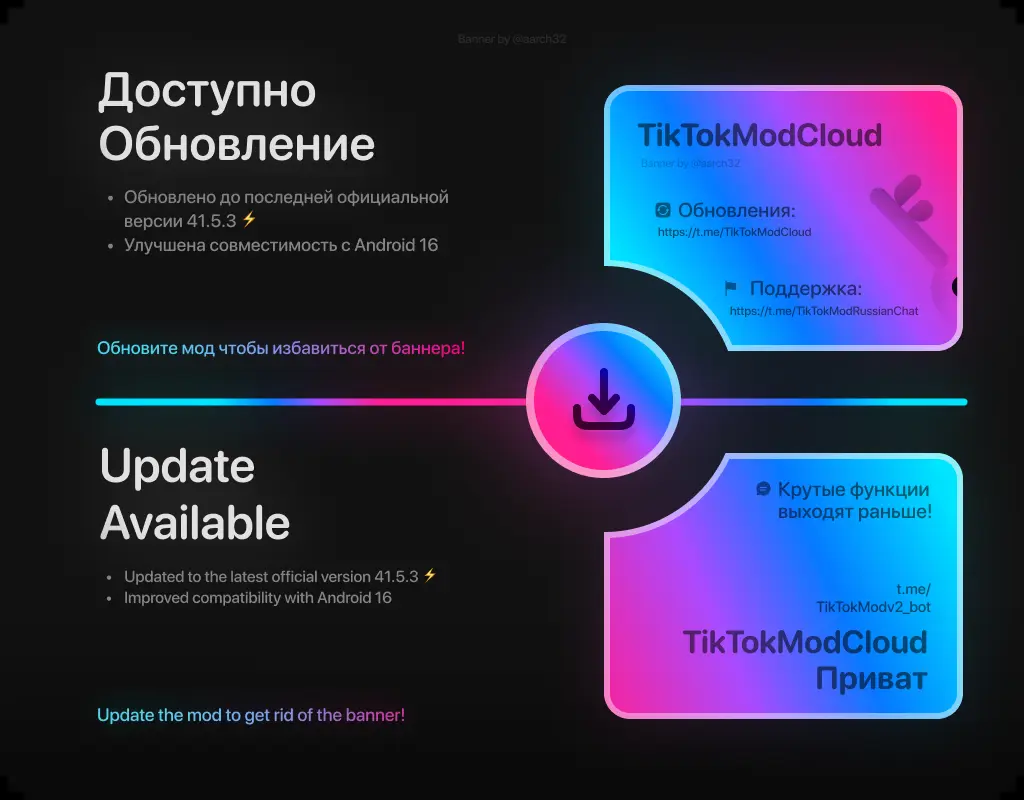 Banner by @aarch32
Доступно
Обновление
• Обновлено до последней официальной
версии 41.5.3 ⚡
• Улучшена совместимость с Android 16
Обновите мод чтобы избавиться от баннера!
TikTokModCloud
Banner by @aarch32
Обновления:
https://t.me/TikTokModCloud
Поддержка:
https://t.me/TikTokModRussianChat
Update
Available
• Updated to the latest official version 41.5.3 ⚡
• Improved compatibility with Android 16
Update the mod to get rid of the banner!
Крутые функции
выходят раньше!
t.me/
TikTokModv2_bot
TikTokModCloud
Приват